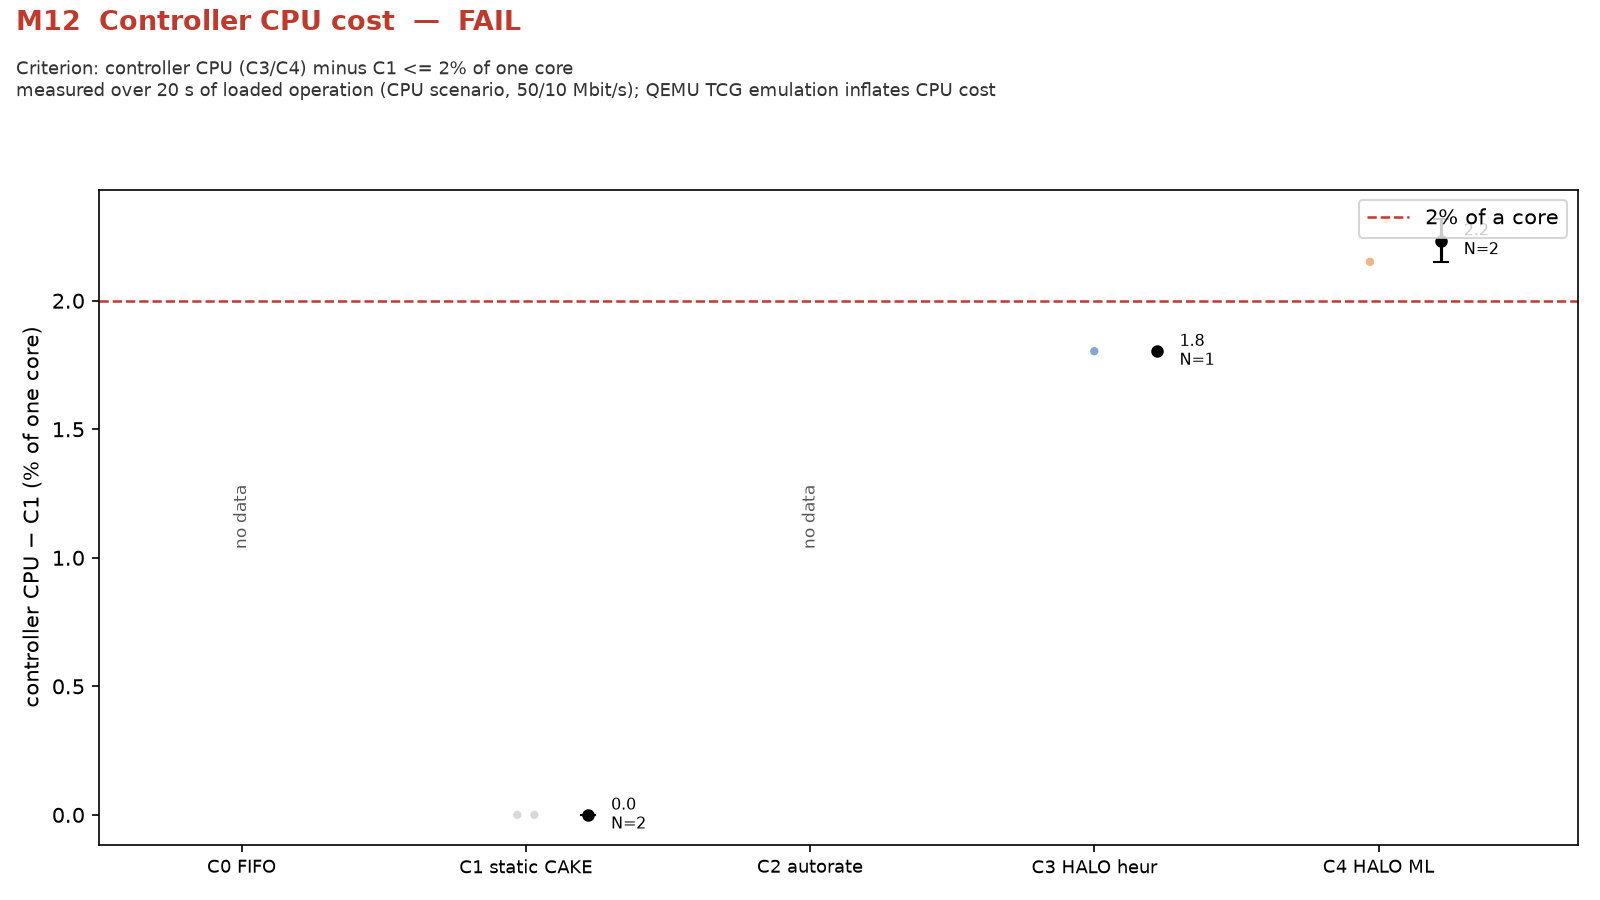 M12 Controller CPU cost — FAIL
Criterion: controller CPU (C3/C4) minus C1 <= 2% of one core
measured over 20 s of loaded operation (CPU scenario, 50/10 Mbit/s); QEMU TCG emulation inflates CPU cost
2% of a core
2.2
N=2
2.0
1.8
N=1
1.5
no data
no data
1.0
0.5
0.0
0.0
N=2
controller CPU − C1 (% of one core)
C0 FIFO
C1 static CAKE
C2 autorate
C3 HALO heur
C4 HALO ML